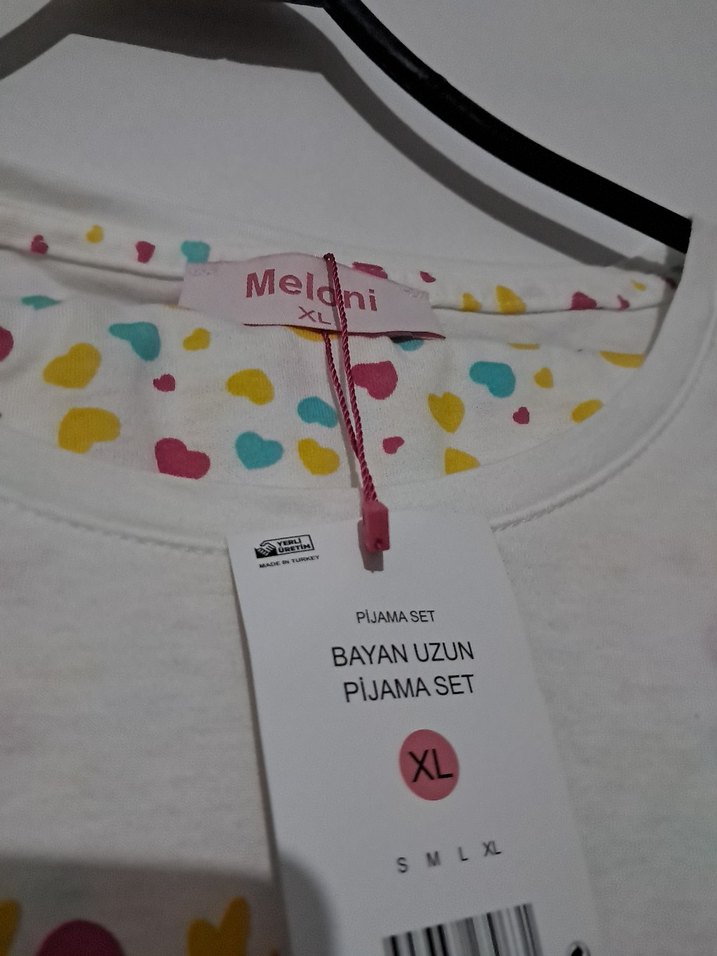 Meloni
XL
YERLİ
ÜRETİM
MADE IN TURKEY
PİJAMA SET
BAYAN UZUN
PİJAMA SET
XL
S M L XL